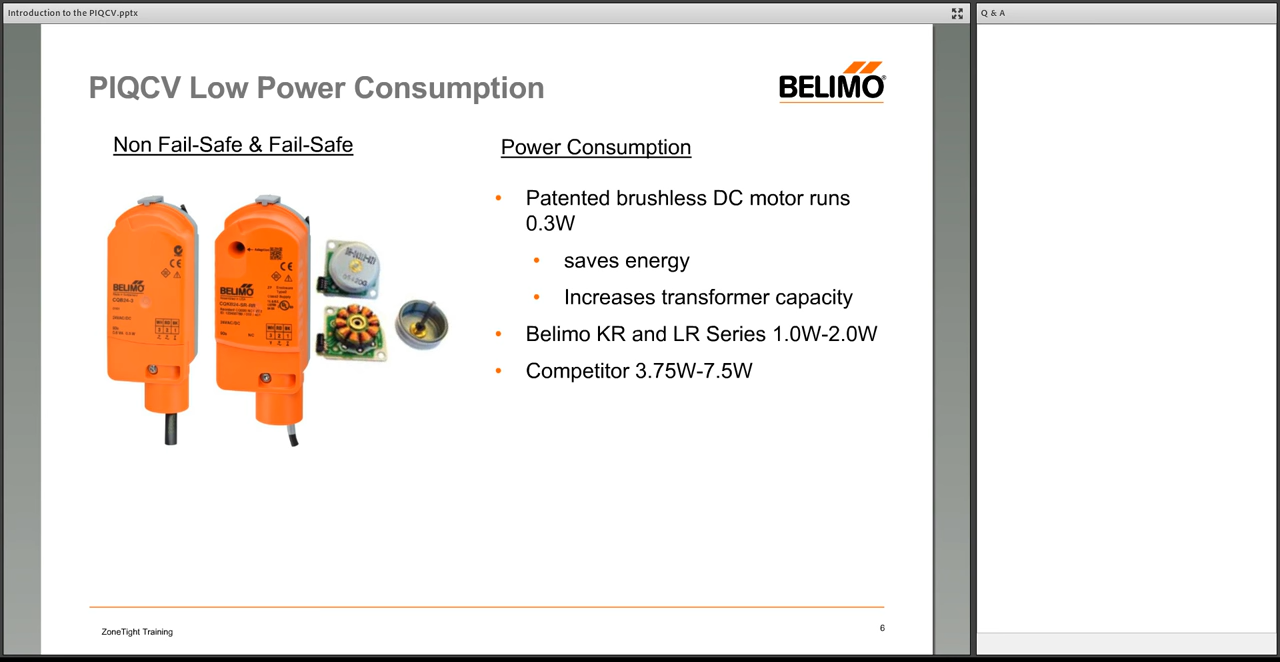 Introduction to the PIQCV.pptx
Q & A
PIQCV Low Power Consumption
BELIMO
Non Fail-Safe & Fail-Safe
Power Consumption
Patented brushless DC motor runs
0.3W
saves energy
Increases transformer capacity
Belimo KR and LR Series 1.0W-2.0W
Competitor 3.75W-7.5W
BELIMO
BELIMO
ZoneTight Training
6